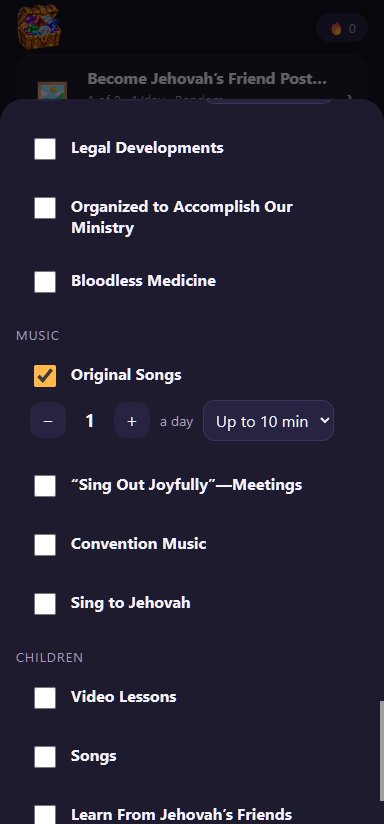 0
Become Jehovah’s Friend Post…
Legal Developments
Organized to Accomplish Our
Ministry
Bloodless Medicine
MUSIC
Original Songs
− 1 + a day Up to 10 min
“Sing Out Joyfully”—Meetings
Convention Music
Sing to Jehovah
CHILDREN
Video Lessons
Songs
Learn From Jehovah’s Friends